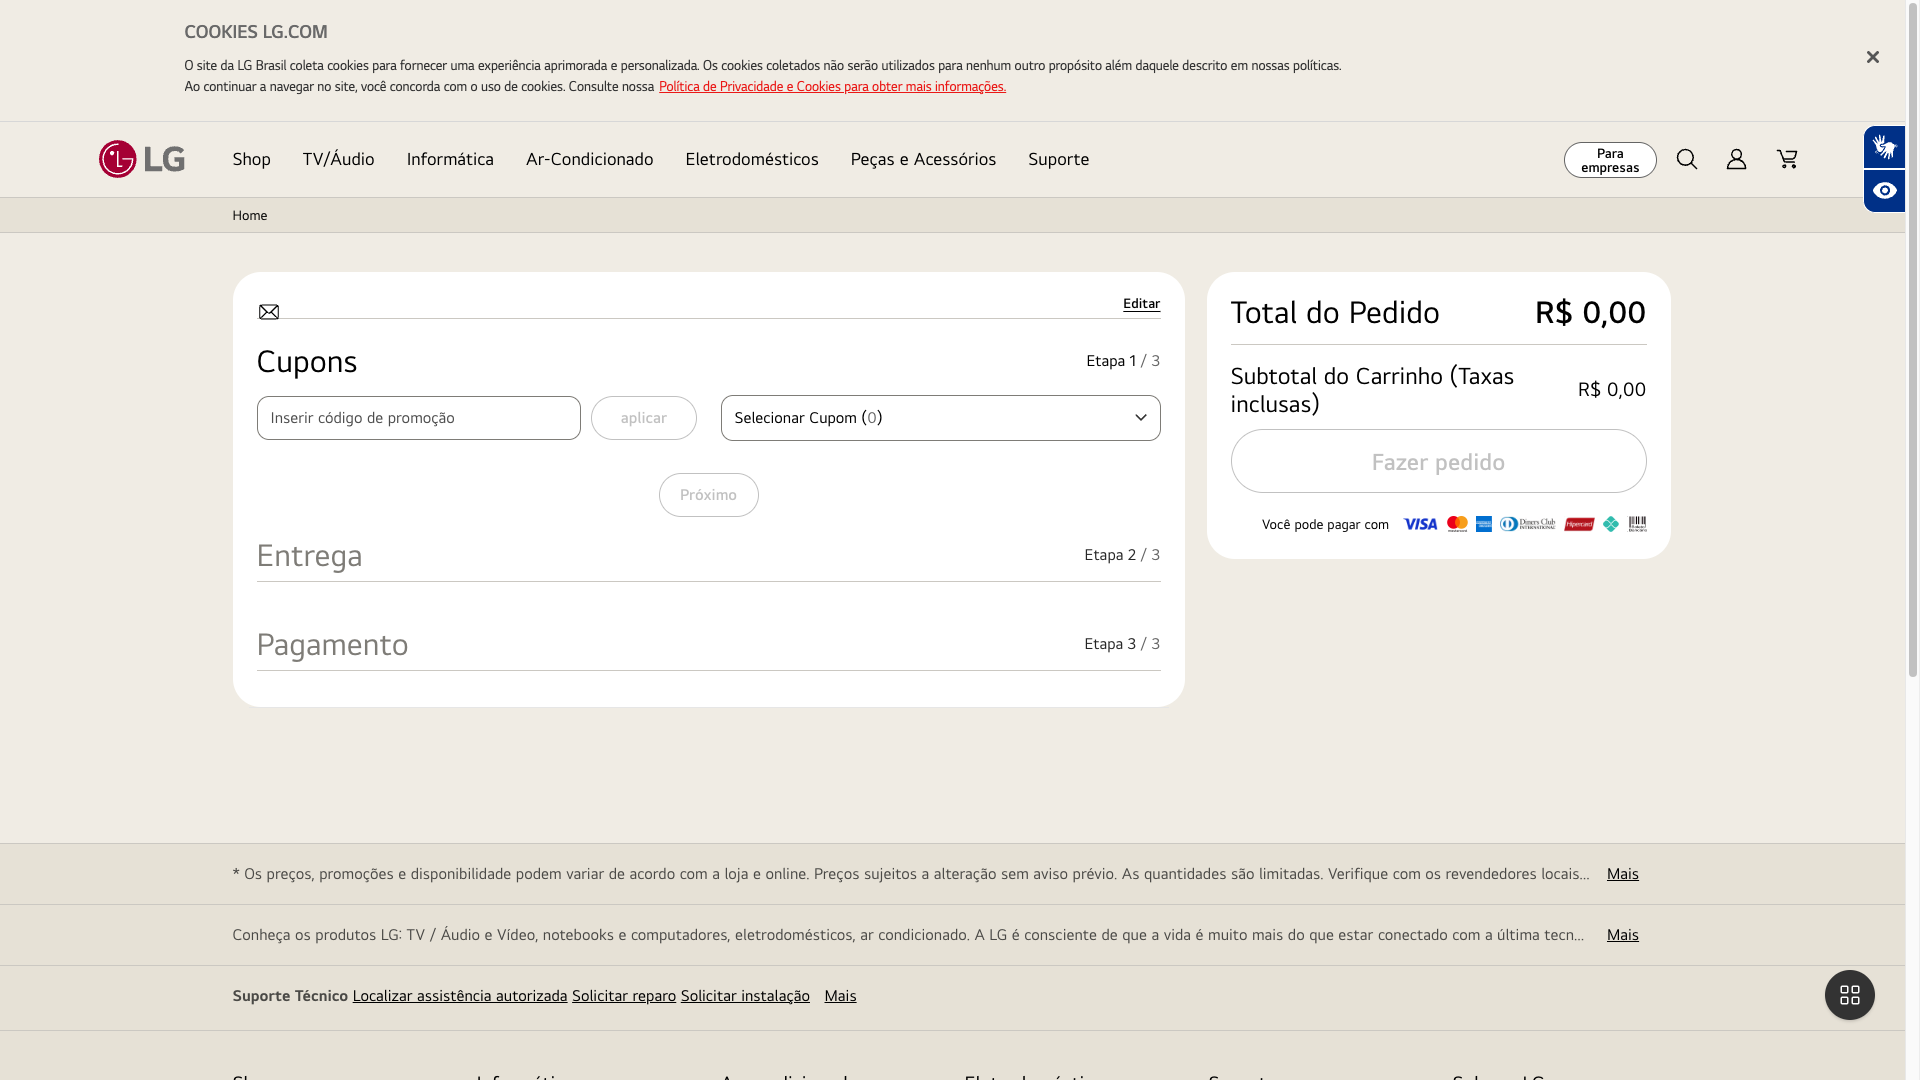 COOKIES LG.COM
O site da LG Brasil coleta cookies para fornecer uma experiência aprimorada e personalizada. Os cookies coletados não serão utilizados para nenhum outro propósito além daquele descrito em nossas políticas.
Ao continuar a navegar no site, você concorda com o uso de cookies. Consulte nossa Política de Privacidade e Cookies para obter mais informações.
LG
Shop
TV/Áudio
Informática
Ar-Condicionado
Eletrodomésticos
Peças e Acessórios
Suporte
Para
empresas
Home
Editar
Cupons
Etapa 1 / 3
Inserir código de promoção
aplicar
Selecionar Cupom (0)
Próximo
Entrega
Etapa 2 / 3
Pagamento
Etapa 3 / 3
Total do Pedido
R$ 0,00
Subtotal do Carrinho (Taxas
inclusas)
R$ 0,00
Fazer pedido
Você pode pagar com
VISA
Diners Club
INTERNATIONAL
Hipercard
* Os preços, promoções e disponibilidade podem variar de acordo com a loja e online. Preços sujeitos a alteração sem aviso prévio. As quantidades são limitadas. Verifique com os revendedores locais...
Mais
Conheça os produtos LG: TV / Áudio e Vídeo, notebooks e computadores, eletrodomésticos, ar condicionado. A LG é consciente de que a vida é muito mais do que estar conectado com a última tecn...
Mais
Suporte Técnico Localizar assistência autorizada Solicitar reparo Solicitar instalação Mais